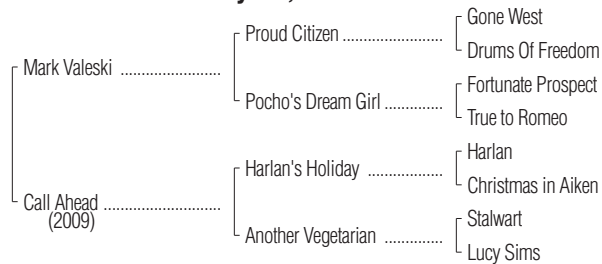 Gone West
Proud Citizen ....................
Drums Of Freedom
Mark Valeski .......................
Fortunate Prospect
Pocho's Dream Girl ............
True to Romeo
Harlan
Harlan's Holiday ...............
Christmas in Aiken
Call Ahead ...........................
(2009)
Stalwart
Another Vegetarian ............
Lucy Sims